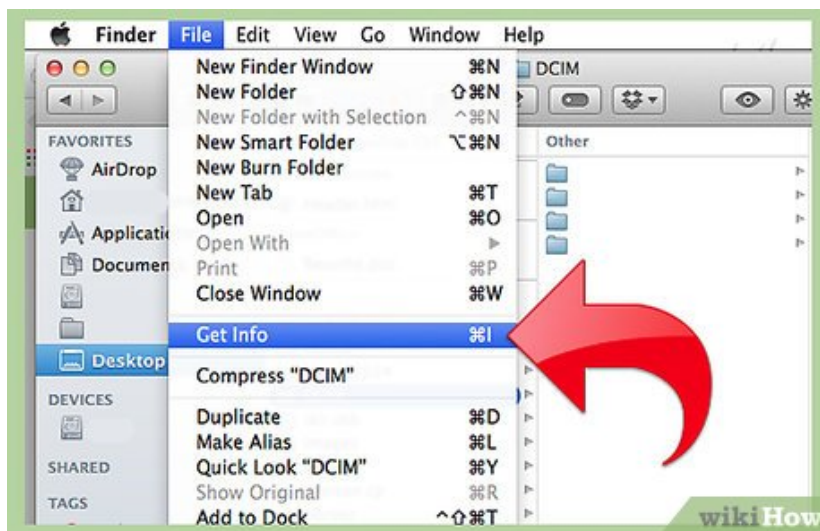 Finder File Edit View Go Window Help
DCIM
New Finder Window ⌘N
New Folder ⇧⌘N
New Folder with Selection ^⌘N
New Smart Folder ⌥⌘N
New Burn Folder
New Tab ⌘T
Open ⌘O
Open With
Print ⌘P
Close Window ⌘W
Get Info ⌘I
Compress "DCIM"
Duplicate ⌘D
Make Alias ⌘L
Quick Look "DCIM" ⌘Y
Show Original ⌘R
Add to Dock ^⇧⌘T
FAVORITES
AirDrop
Applicatio
Documen
Desktop
DEVICES
SHARED
TAGS
Other
wikiHow